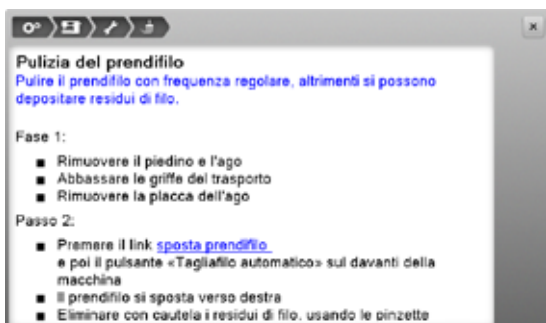 Pulizia del prendifilo
Pulire il prendifilo con frequenza regolare, altrimenti si possono
depositare residui di filo.
Fase 1:
■ Rimuovere il piedino e l'ago
■ Abbassare le griffe del trasporto
■ Rimuovere la placca dell'ago
Passo 2:
■ Premere il link sposta prendifilo
e poi il pulsante «Tagliafilo automatico» sul davanti della
macchina
■ Il prendifilo si sposta verso destra
■ Eliminare con cautela i residui di filo, usando le pinzette